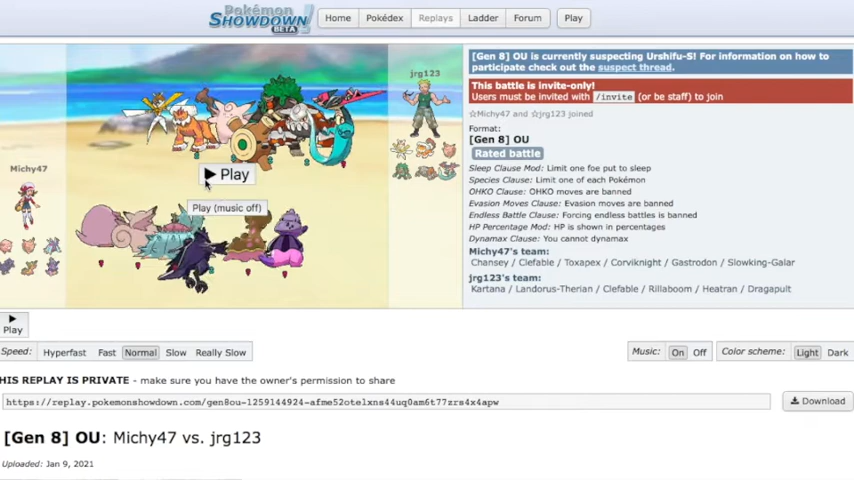 Pokémon
SHOWDOWN!
BETA
Home
Pokédex
Replays
Ladder
Forum
Play
Michy47
jrg123
Play
Play (music off)
[Gen 8] OU is currently suspecting Urshifu-S! For information on how to
participate check out the suspect thread.
This battle is invite-only!
Users must be invited with /invite (or be staff) to join
☆Michy47 and ☆jrg123 joined
Format:
[Gen 8] OU
Rated battle
Sleep Clause Mod: Limit one foe put to sleep
Species Clause: Limit one of each Pokémon
OHKO Clause: OHKO moves are banned
Evasion Moves Clause: Evasion moves are banned
Endless Battle Clause: Forcing endless battles is banned
HP Percentage Mod: HP is shown in percentages
Dynamax Clause: You cannot dynamax
Michy47's team:
Chansey / Clefable / Toxapex / Corviknight / Gastrodon / Slowking-Galar
jrg123's team:
Kartana / Landorus-Therian / Clefable / Rillaboom / Heatran / Dragapult
Play
Speed: Hyperfast Fast Normal Slow Really Slow
Music: On Off
Color scheme: Light Dark
HIS REPLAY IS PRIVATE - make sure you have the owner's permission to share
https://replay.pokemonshowdown.com/gen8ou-1259144924-afme52otelxns44uq0am6t77zrs4x4apw
Download
[Gen 8] OU: Michy47 vs. jrg123
Uploaded: Jan 9, 2021